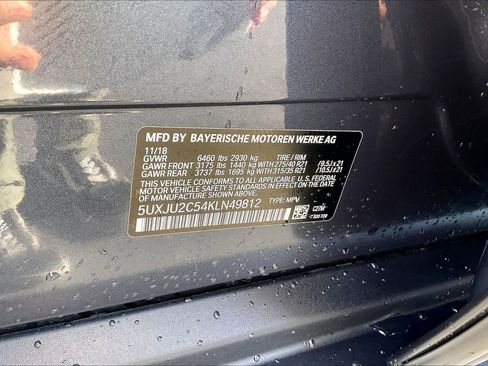 MFD BY BAYERISCHE MOTOREN WERKE AG
11/18
GVWR 6460 lbs 2930 kg TIRE / RIM
GAWR FRONT 3175 lbs 1440 kg 275/40 R21 /9.5J x 21
GAWR REAR 3737 lbs 1695 kg 315/35 R21 /10.5J x 21
THIS VEHICLE CONFORMS TO ALL APPLICABLE
FEDERAL MOTOR VEHICLE SAFETY
STANDARDS IN EFFECT ON THE DATE OF
MANUFACTURE SHOWN ABOVE
5UXJU2C54KLN49812 TYPE: MPV